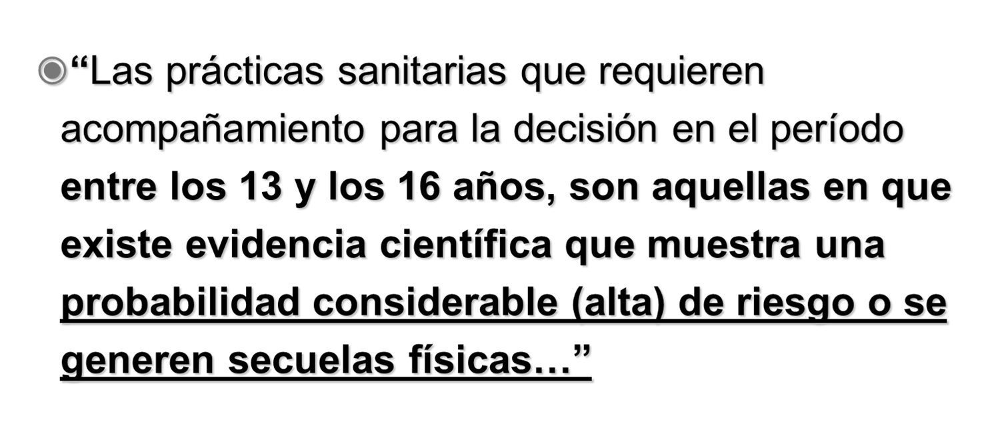 “Las prácticas sanitarias que requieren
acompañamiento para la decisión en el período
entre los 13 y los 16 años, son aquellas en que
existe evidencia científica que muestra una
probabilidad considerable (alta) de riesgo o se
generen secuelas físicas…”